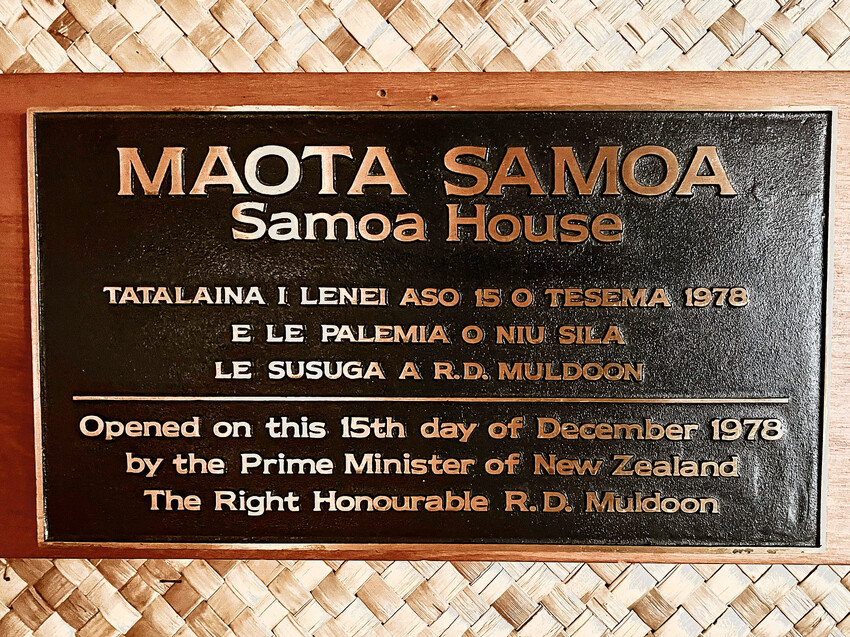 MAOTA SAMOA
Samoa House
TATALAINA I LENEI ASO 15 O TESEMA 1978
E LE PALEMIA O NIU SILA
LE SUSUGA A R.D. MULDOON
Opened on this 15th day of December 1978
by the Prime Minister of New Zealand
The Right Honourable R.D. Muldoon